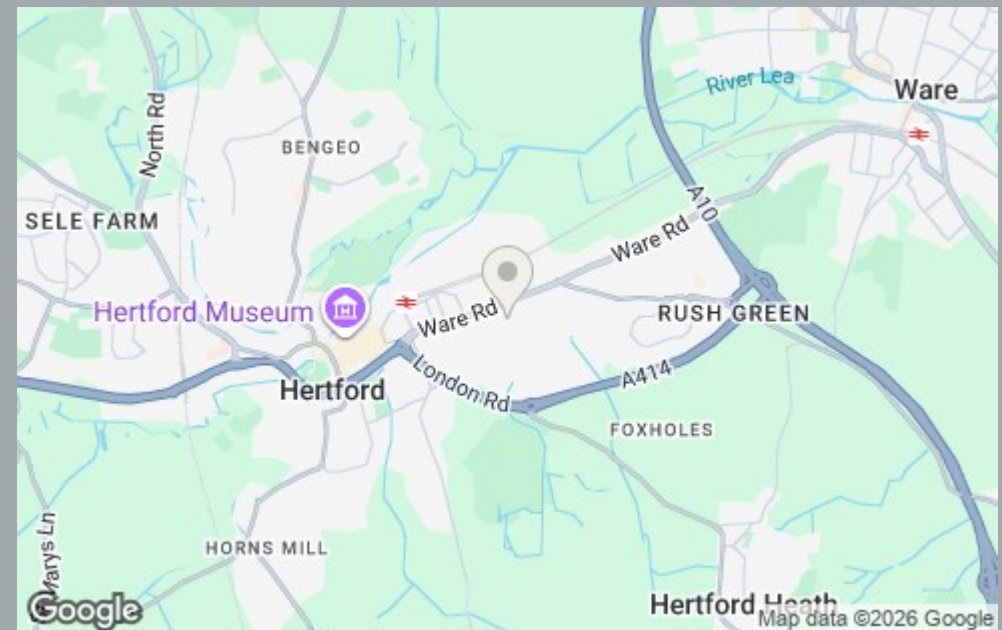 River Lea
Ware
North Rd
BENGEO
A10
SELE FARM
Ware Rd
Hertford Museum
Ware Rd
RUSH GREEN
London Rd
A414
Hertford
FOXHOLES
HORNS MILL
Marys Ln
Hertford Heath
Google
Map data ©2026 Google